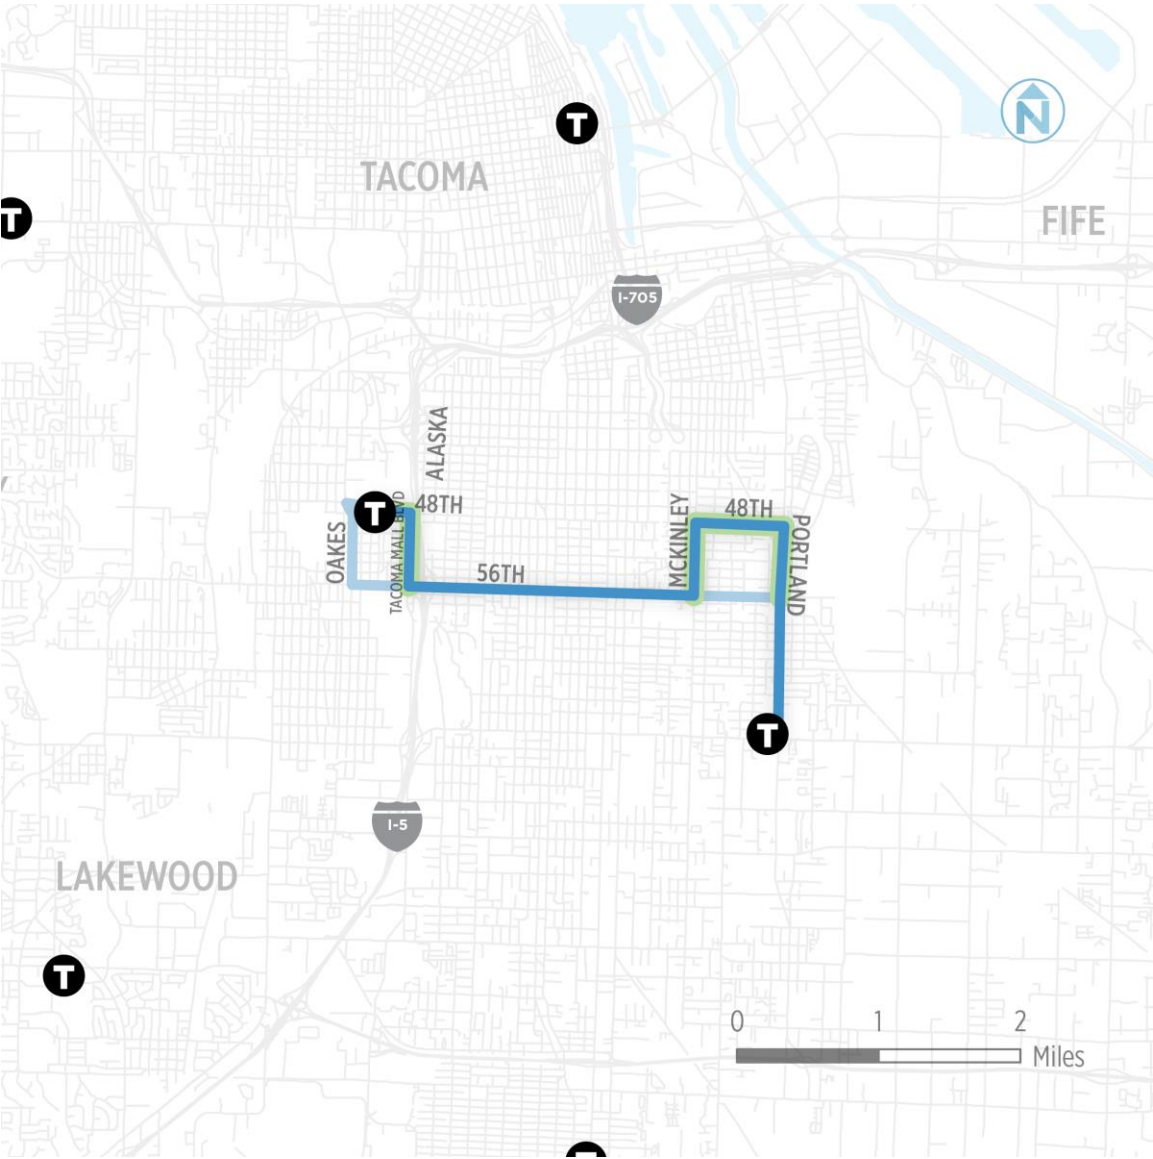 T
N
TACOMA
T
FIFE
I-705
ALASKA
T
48TH
OAKES
TACOMA MALL BLVD
56TH
MCKINLEY
48TH
PORTLAND
T
I-5
LAKEWOOD
T
0 1 2
Miles
T